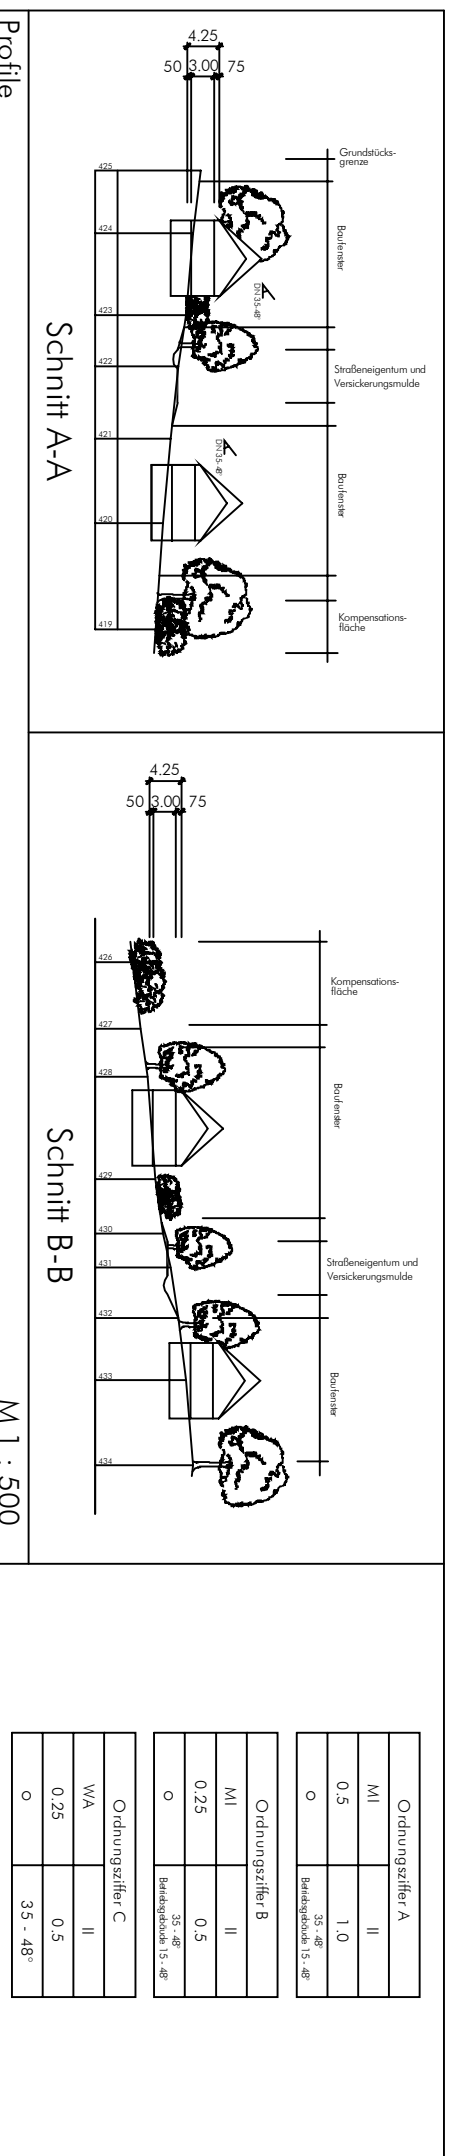 Profile
M 1 : 500
Schnitt A-A
4.25
50 3.00 75
Grundstücks-
grenze
Baufenster
Straßeneigentum und
Versickerungsmulde
Baufenster
Kompensations-
fläche
DN 35-48°
DN 35-48°
425
424
423
422
421
420
419
Schnitt B-B
4.25
50 3.00 75
Kompensations-
fläche
Baufenster
Straßeneigentum und
Versickerungsmulde
Baufenster
426
427
428
429
430
431
432
433
434
Ordnungsziffer A
MI II
0.5 1.0
o 35 - 48°
Betriebsgebäude 15 - 48°
Ordnungsziffer B
MI II
0.25 0.5
o 35 - 48°
Betriebsgebäude 15 - 48°
Ordnungsziffer C
WA II
0.25 0.5
o 35 - 48°